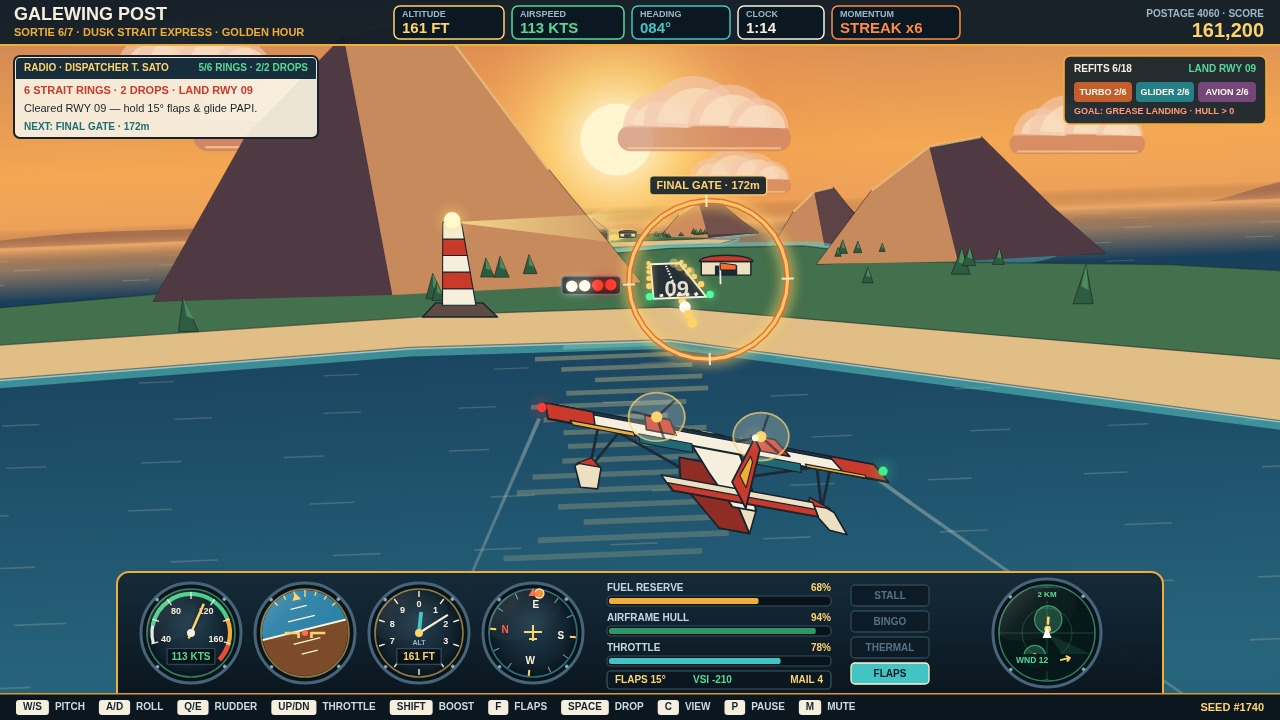 GALEWING POST
SORTIE 6/7 · DUSK STRAIT EXPRESS · GOLDEN HOUR
ALTITUDE
161 FT
AIRSPEED
113 KTS
HEADING
084°
CLOCK
1:14
MOMENTUM
STREAK x6
POSTAGE 4060 · SCORE
161,200
RADIO · DISPATCHER T. SATO 5/6 RINGS · 2/2 DROPS
6 STRAIT RINGS · 2 DROPS · LAND RWY 09
Cleared RWY 09 — hold 15° flaps & glide PAPI.
NEXT: FINAL GATE · 172m
REFITS 6/18 LAND RWY 09
TURBO 2/6 GLIDER 2/6 AVION 2/6
GOAL: GREASE LANDING · HULL > 0
FINAL GATE · 172m
09
40 80 120 160
113 KTS
0 1 2 3 7 8 9
ALT
161 FT
N E S W
FUEL RESERVE 68%
AIRFRAME HULL 94%
THROTTLE 78%
FLAPS 15° VSI -210 MAIL 4
STALL
BINGO
THERMAL
FLAPS
2 KM
WND 12
W/S PITCH A/D ROLL Q/E RUDDER UP/DN THROTTLE SHIFT BOOST F FLAPS SPACE DROP C VIEW P PAUSE M MUTE SEED #1740